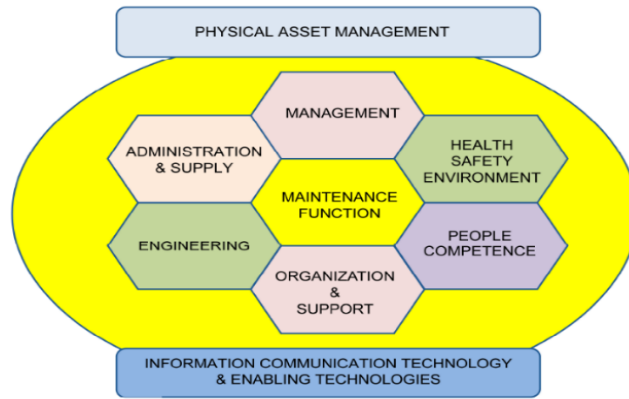 PHYSICAL ASSET MANAGEMENT
MANAGEMENT
ADMINISTRATION
& SUPPLY
HEALTH
SAFETY
ENVIRONMENT
MAINTENANCE
FUNCTION
ENGINEERING
PEOPLE
COMPETENCE
ORGANIZATION
&
SUPPORT
INFORMATION COMMUNICATION TECHNOLOGY
& ENABLING TECHNOLOGIES